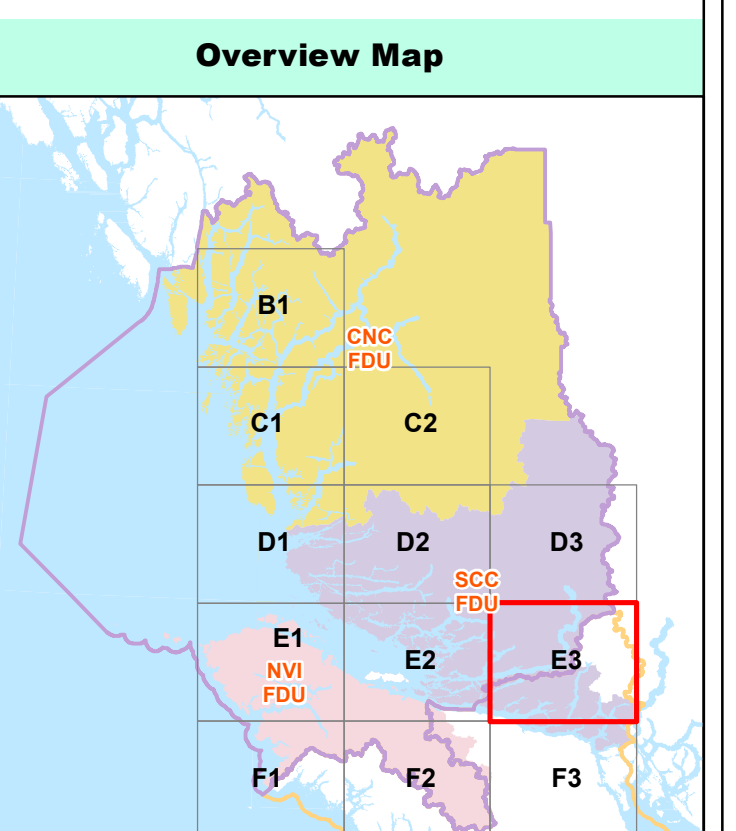 Overview Map
B1
CNC
FDU
C1
C2
D1
D2
D3
SCC
FDU
E1
E2
E3
NVI
FDU
F1
F2
F3